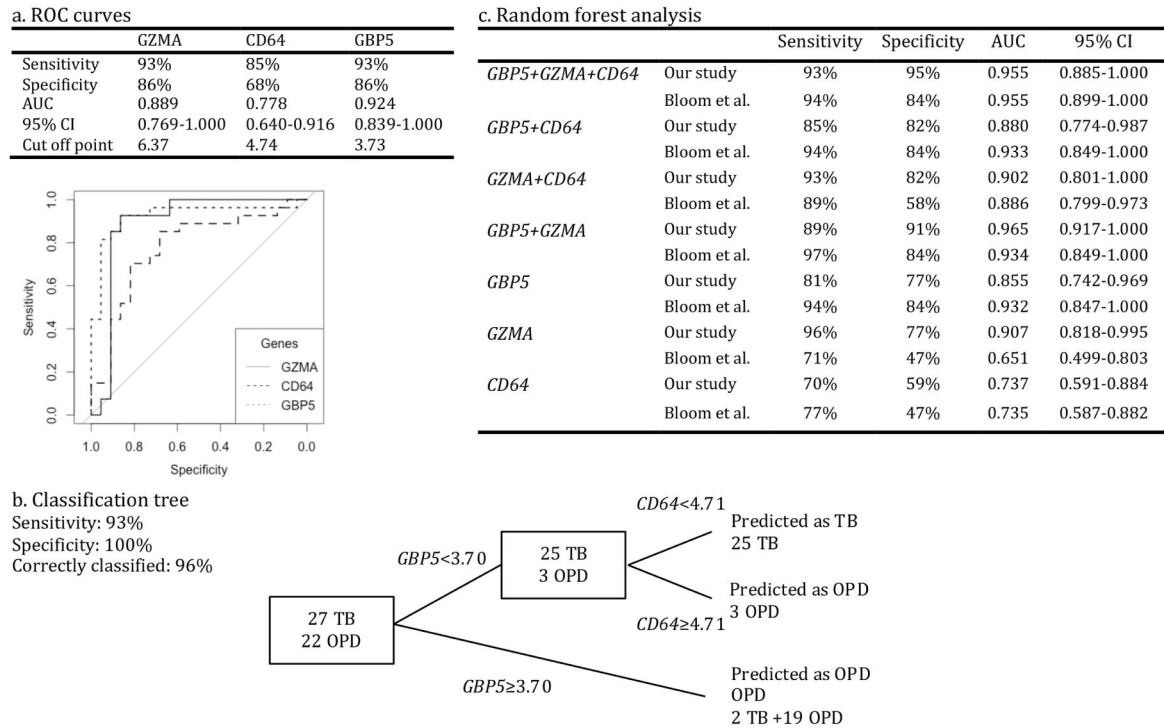 a. ROC curves
GZMA CD64 GBP5
Sensitivity 93% 85% 93%
Specificity 86% 68% 86%
AUC 0.889 0.778 0.924
95% CI 0.769-1.000 0.640-0.916 0.839-1.000
Cut off point 6.37 4.74 3.73
Sensitivity
1.0
0.8
0.6
0.4
0.2
0.0
Genes
GZMA
CD64
GBP5
1.0 0.8 0.6 0.4 0.2 0.0
Specificity
c. Random forest analysis
Sensitivity Specificity AUC 95% CI
GBP5+GZMA+CD64 Our study 93% 95% 0.955 0.885-1.000
Bloom et al. 94% 84% 0.955 0.899-1.000
GBP5+CD64 Our study 85% 82% 0.880 0.774-0.987
Bloom et al. 94% 84% 0.933 0.849-1.000
GZMA+CD64 Our study 93% 82% 0.902 0.801-1.000
Bloom et al. 89% 58% 0.886 0.799-0.973
GBP5+GZMA Our study 89% 91% 0.965 0.917-1.000
Bloom et al. 97% 84% 0.934 0.849-1.000
GBP5 Our study 81% 77% 0.855 0.742-0.969
Bloom et al. 94% 84% 0.932 0.847-1.000
GZMA Our study 96% 77% 0.907 0.818-0.995
Bloom et al. 71% 47% 0.651 0.499-0.803
CD64 Our study 70% 59% 0.737 0.591-0.884
Bloom et al. 77% 47% 0.735 0.587-0.882
b. Classification tree
Sensitivity: 93%
Specificity: 100%
Correctly classified: 96%
27 TB
22 OPD
GBP5<3.70
25 TB
3 OPD
CD64<4.71
Predicted as TB
25 TB
Predicted as OPD
3 OPD
CD64≥4.71
GBP5≥3.70
Predicted as OPD
OPD
2 TB +19 OPD